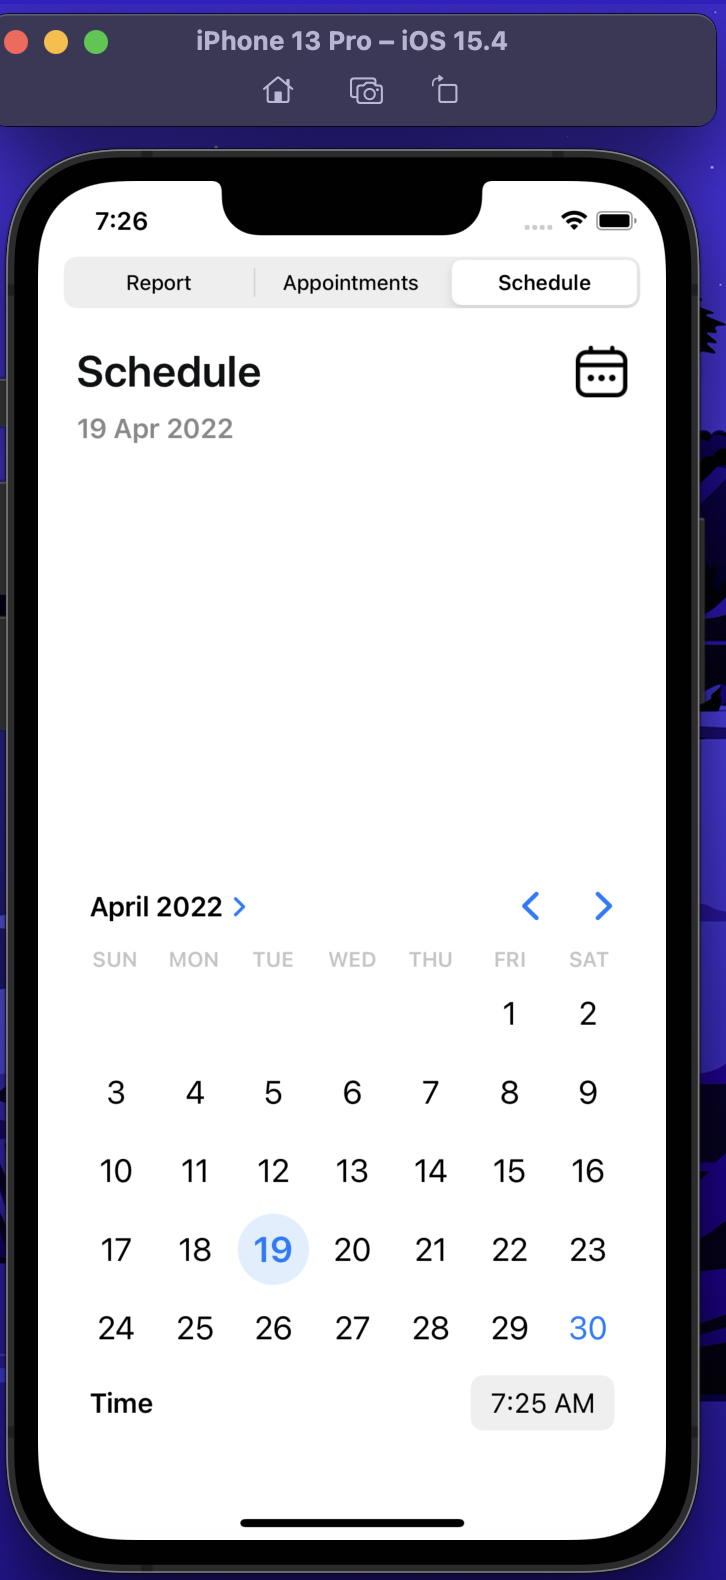 iPhone 13 Pro – iOS 15.4
7:26
Report Appointments Schedule
Schedule
19 Apr 2022
April 2022
SUN MON TUE WED THU FRI SAT
1 2
3 4 5 6 7 8 9
10 11 12 13 14 15 16
17 18 19 20 21 22 23
24 25 26 27 28 29 30
Time 7:25 AM